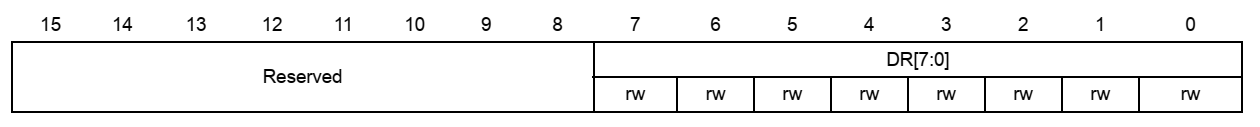 15 14 13 12 11 10 9 8 7 6 5 4 3 2 1 0
Reserved
DR[7:0]
rw rw rw rw rw rw rw rw